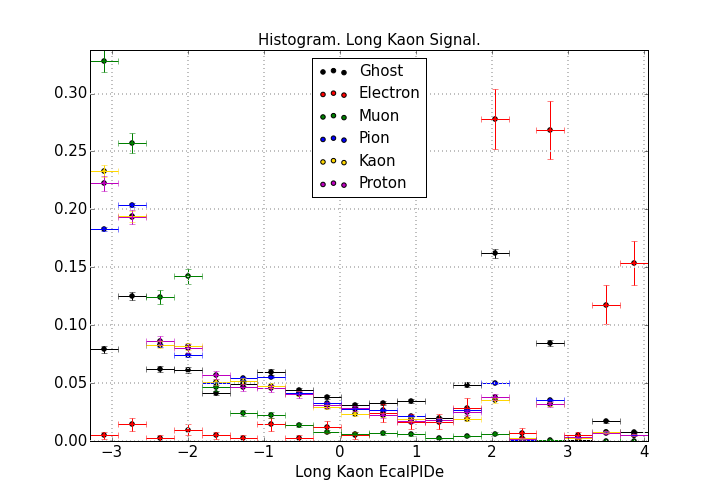 Histogram. Long Kaon Signal.
Ghost
Electron
Muon
Pion
Kaon
Proton
0.30
0.25
0.20
0.15
0.10
0.05
0.00
−3 −2 −1 0 1 2 3 4
Long Kaon EcalPIDe